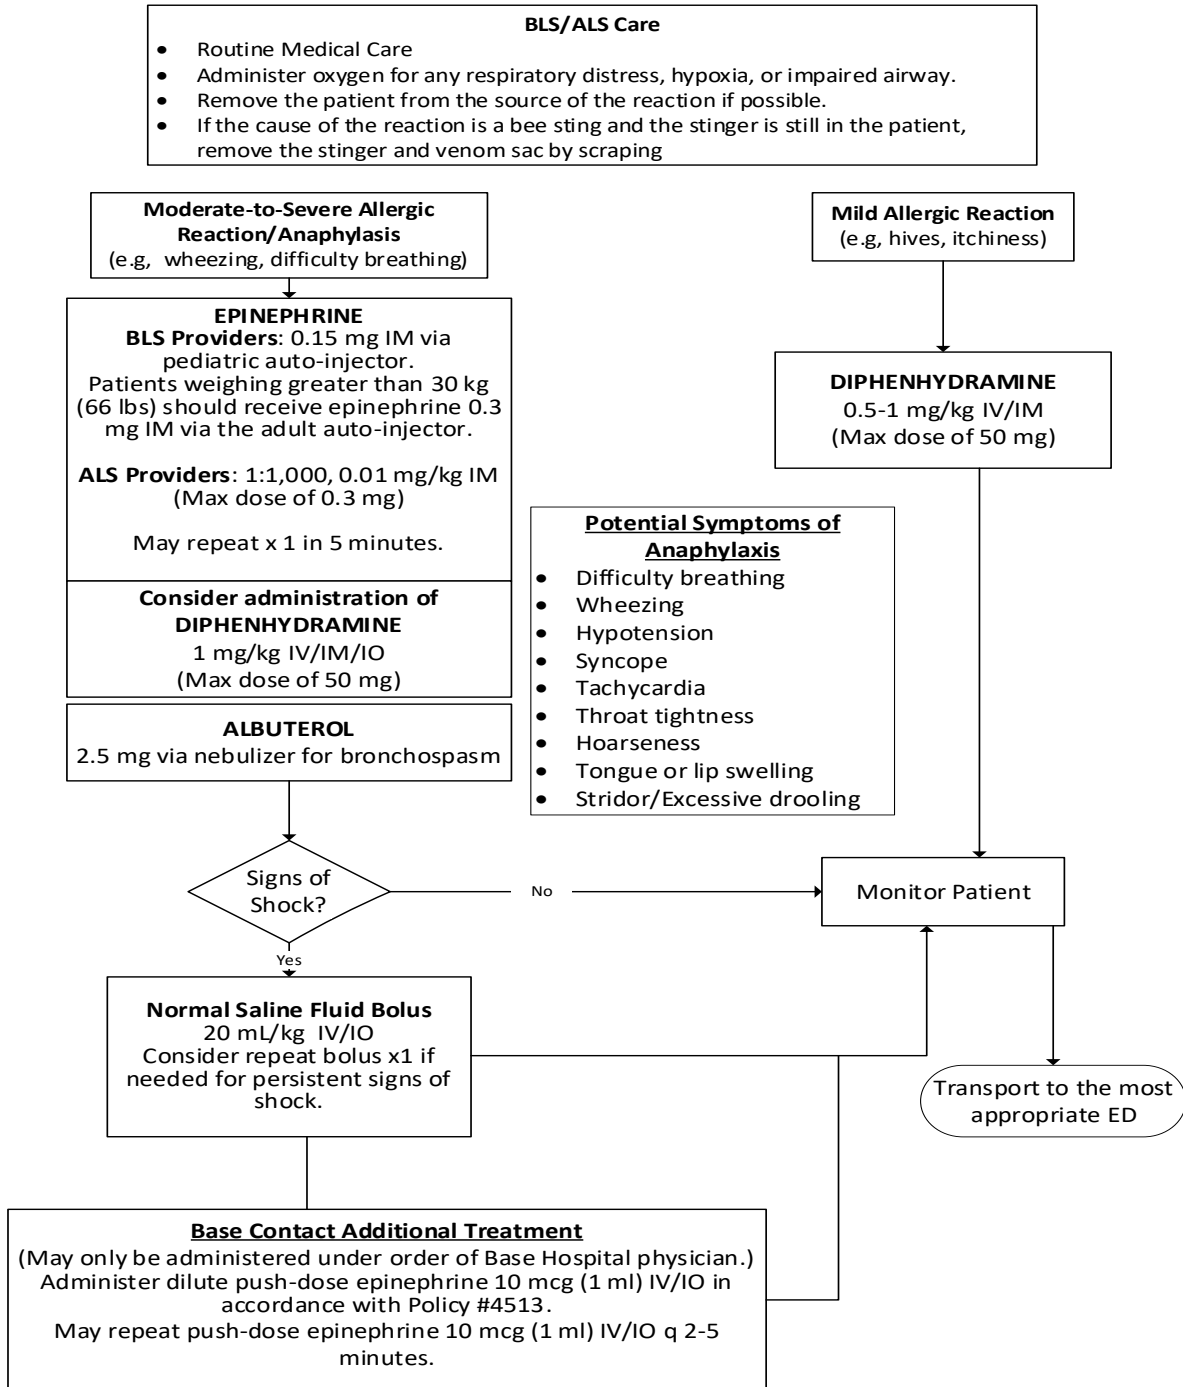 BLS/ALS Care
• Routine Medical Care
• Administer oxygen for any respiratory distress, hypoxia, or impaired airway.
• Remove the patient from the source of the reaction if possible.
• If the cause of the reaction is a bee sting and the stinger is still in the patient,
remove the stinger and venom sac by scraping
Moderate-to-Severe Allergic
Reaction/Anaphylasis
(e.g, wheezing, difficulty breathing)
Mild Allergic Reaction
(e.g, hives, itchiness)
EPINEPHRINE
BLS Providers: 0.15 mg IM via
pediatric auto-injector.
Patients weighing greater than 30 kg
(66 lbs) should receive epinephrine 0.3
mg IM via the adult auto-injector.
ALS Providers: 1:1,000, 0.01 mg/kg IM
(Max dose of 0.3 mg)
May repeat x 1 in 5 minutes.
DIPHENHYDRAMINE
0.5-1 mg/kg IV/IM
(Max dose of 50 mg)
Consider administration of
DIPHENHYDRAMINE
1 mg/kg IV/IM/IO
(Max dose of 50 mg)
Potential Symptoms of
Anaphylaxis
• Difficulty breathing
• Wheezing
• Hypotension
• Syncope
• Tachycardia
• Throat tightness
• Hoarseness
• Tongue or lip swelling
• Stridor/Excessive drooling
ALBUTEROL
2.5 mg via nebulizer for bronchospasm
Signs of
Shock?
No
Monitor Patient
Yes
Normal Saline Fluid Bolus
20 mL/kg IV/IO
Consider repeat bolus x1 if
needed for persistent signs of
shock.
Transport to the most
appropriate ED
Base Contact Additional Treatment
(May only be administered under order of Base Hospital physician.)
Administer dilute push-dose epinephrine 10 mcg (1 ml) IV/IO in
accordance with Policy #4513.
May repeat push-dose epinephrine 10 mcg (1 ml) IV/IO q 2-5
minutes.